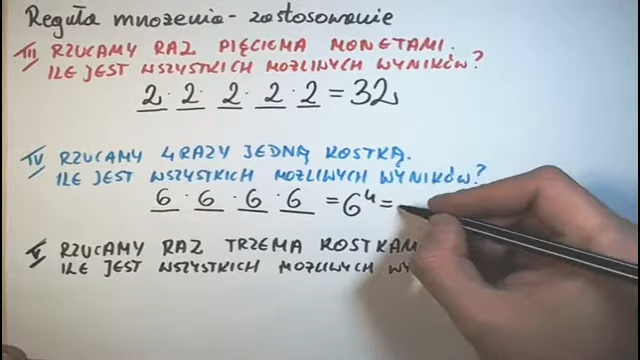 Reguła mnożenia - zastosowanie
III RZUCAMY RAZ PIĘCIOMA MONETAMI.
ILE JEST WSZYSTKICH MOŻLIWYCH WYNIKÓW?
2 · 2 · 2 · 2 · 2 = 32
IV RZUCAMY 4 RAZY JEDNĄ KOSTKĄ.
ILE JEST WSZYSTKICH MOŻLIWYCH WYNIKÓW?
6 · 6 · 6 · 6 = 6⁴ =
V RZUCAMY RAZ TRZEMA KOSTKAM
ILE JEST WSZYSTKICH MOŻLIWYCH